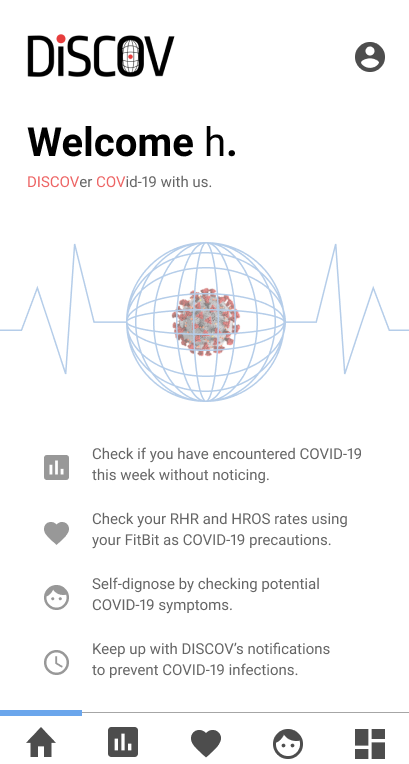 DiSCOV
Welcome h.
DISCOVer COVid-19 with us.
Check if you have encountered COVID-19
this week without noticing.
Check your RHR and HROS rates using
your FitBit as COVID-19 precautions.
Self-dignose by checking potential
COVID-19 symptoms.
Keep up with DISCOV's notifications
to prevent COVID-19 infections.